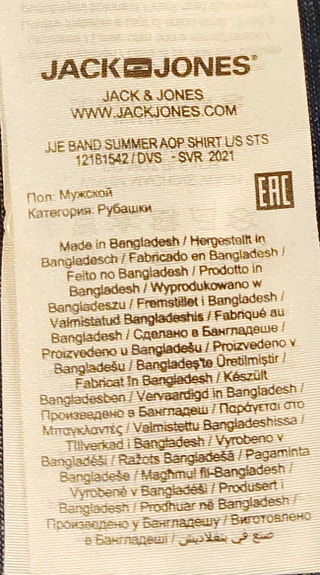 JACK JONES®
JACK & JONES
WWW.JACKJONES.COM
JJE BAND SUMMER AOP SHIRT L/S STS
12181542 / DVS - SVR 2021
Пол: Мужской
Категория: Рубашки
EAC
Made in Bangladesh / Hergestellt in
Bangladesch / Fabricado en Bangladesh /
Feito no Bangladesh / Prodotto in
Bangladesh / Wyprodukowano w
Bangladeszu / Fremstillet i Bangladesh /
Valmistatud Bangladeshis / Fabriqué au
Bangladesh / Сделано в Бангладеше /
Proizvedeno u Bangladešu / Proizvedeno v
Bangladešu / Bangladeş'te Üretilmiştir /
Fabricat în Bangladesh / Készült
Bangladesben / Vervaardigd in Bangladesh /
Произведено в Бангладеш / Παράγεται στο
Μπαγκλαντές / Valmistettu Bangladeshissa /
Tillverkad i Bangladesh / Vyrobeno v
Bangladéši / Ražots Bangladešā / Pagaminta
Bangladeše / Magħmul fil-Bangladesh /
Vyrobené v Bangladéši / Produsert i
Bangladesh / Prodhuar në Bangladesh /
Произведено у Бангладешу / Виготовлено
в Бангладеші / صنع في بنغلاديش